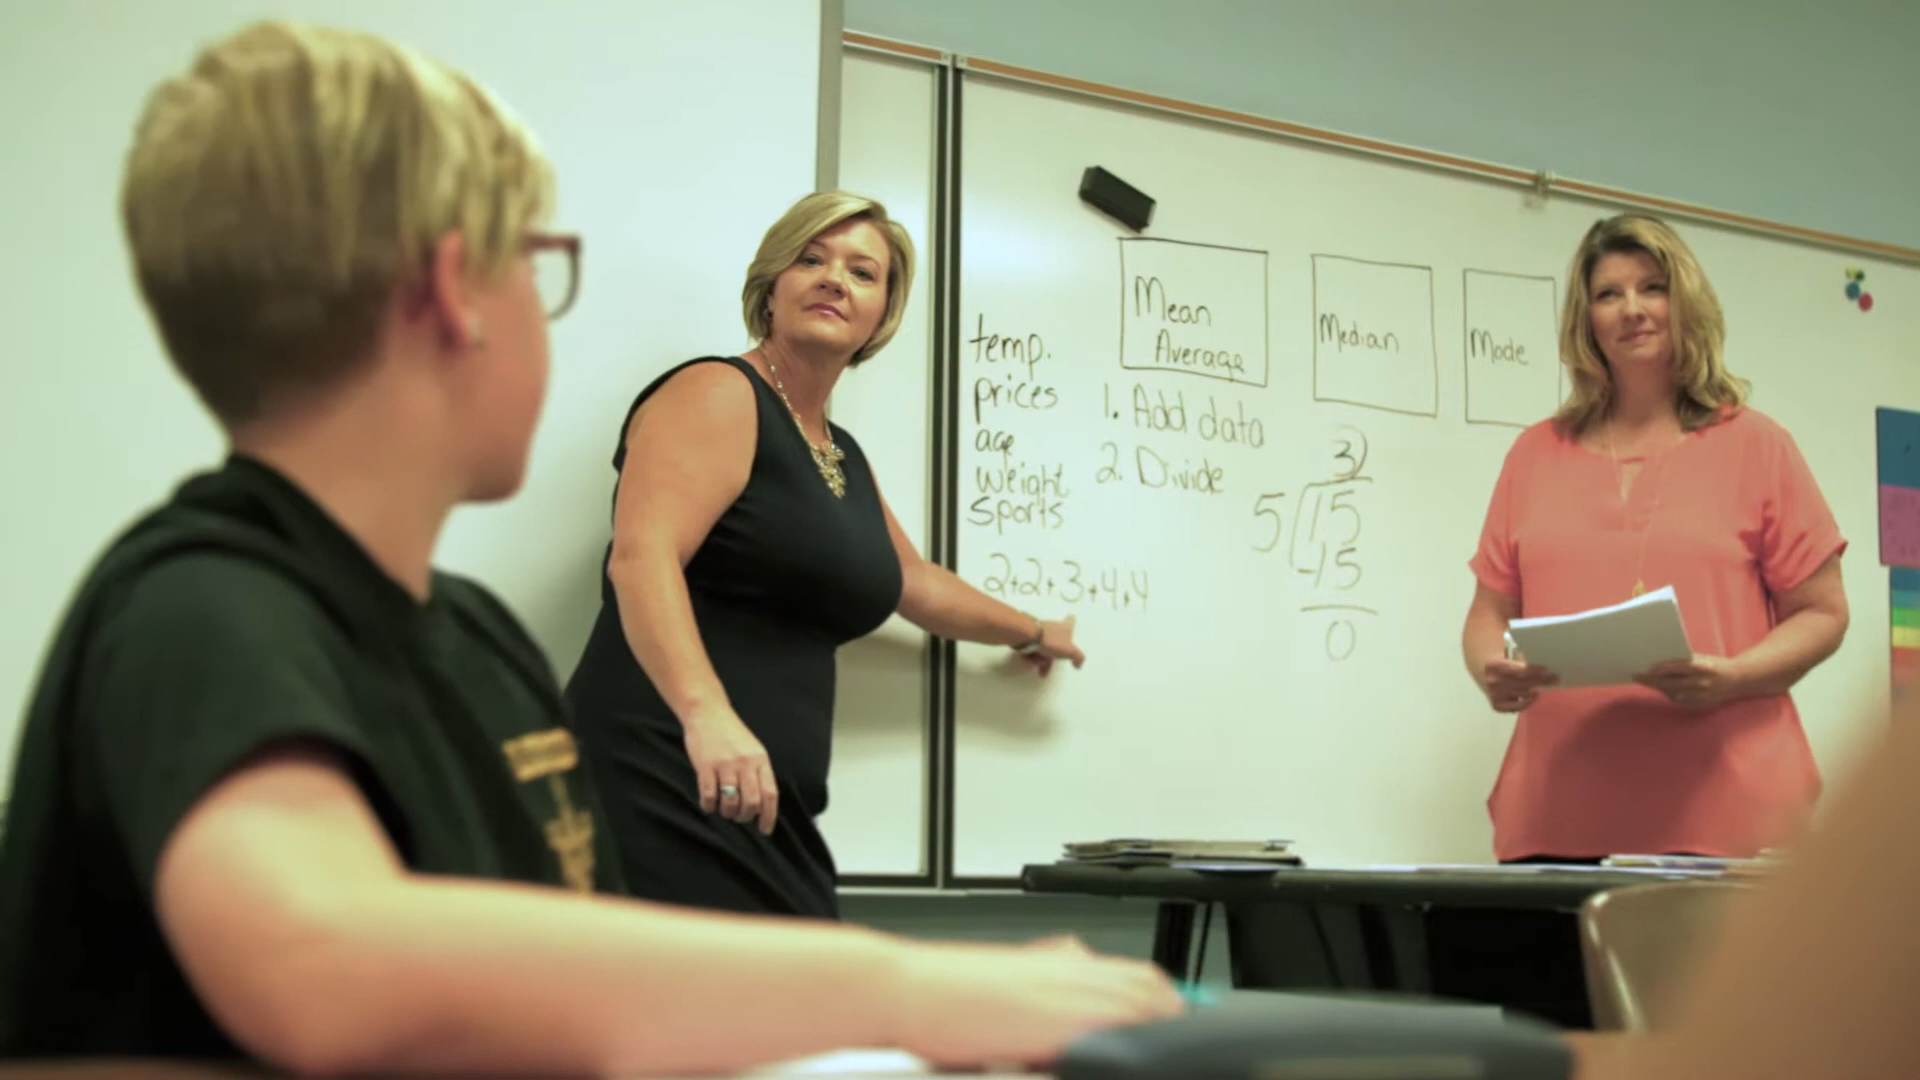 Mean
Average
Median
Mode
temp.
prices
age
weight
sports
1. Add data
2. Divide
2+2+3+4+4
3
5 15
-15
0